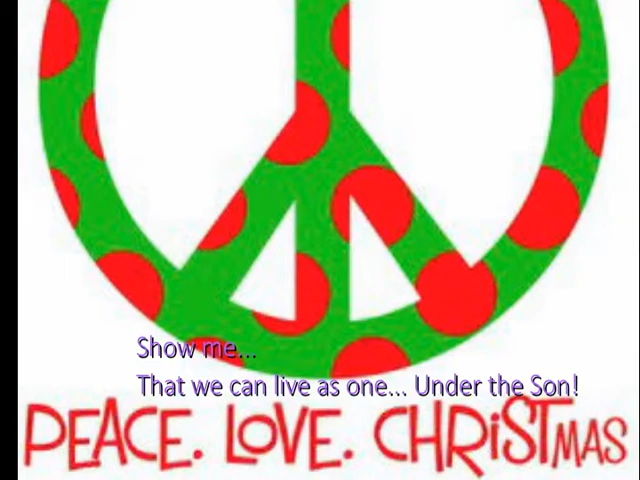 Show me...
That we can live as one... Under the Son!
PEACE. LOVE. CHRiSTMAS